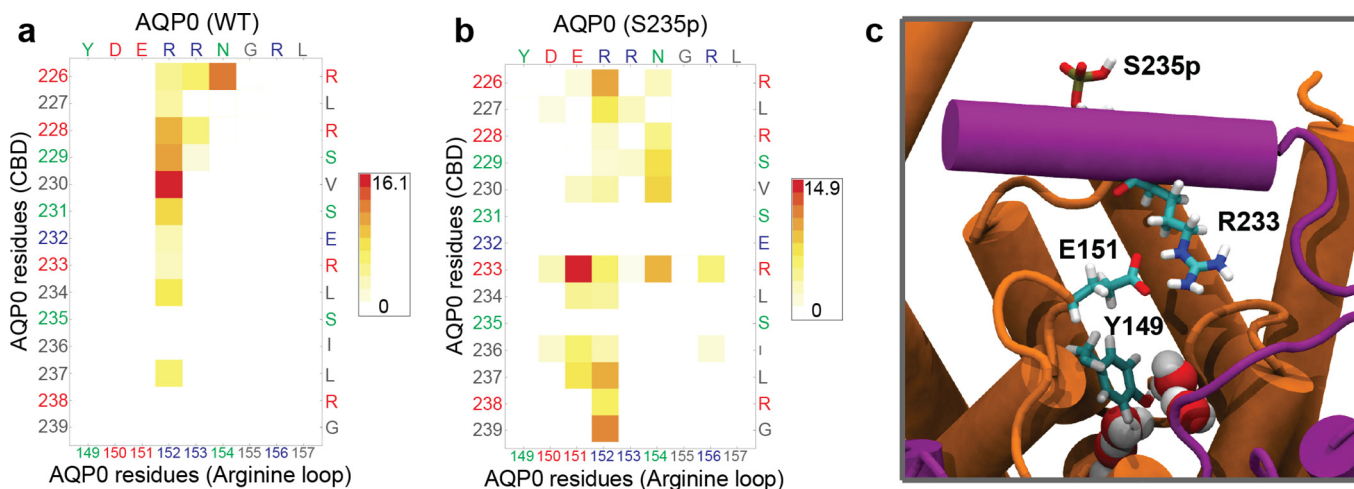 a
AQP0 (WT)
Y D E R R N G R L
AQP0 residues (CBD)
226 R
227 L
228 R
229 S
230 V
231 S
232 E
233 R
234 L
235 S
236 I
237 L
238 R
239 G
149 150 151 152 153 154 155 156 157
AQP0 residues (Arginine loop)
16.1
0
b
AQP0 (S235p)
Y D E R R N G R L
AQP0 residues (CBD)
226 R
227 L
228 R
229 S
230 V
231 S
232 E
233 R
234 L
235 S
236 I
237 L
238 R
239 G
149 150 151 152 153 154 155 156 157
AQP0 residues (Arginine loop)
14.9
0
c
S235p
R233
E151
Y149